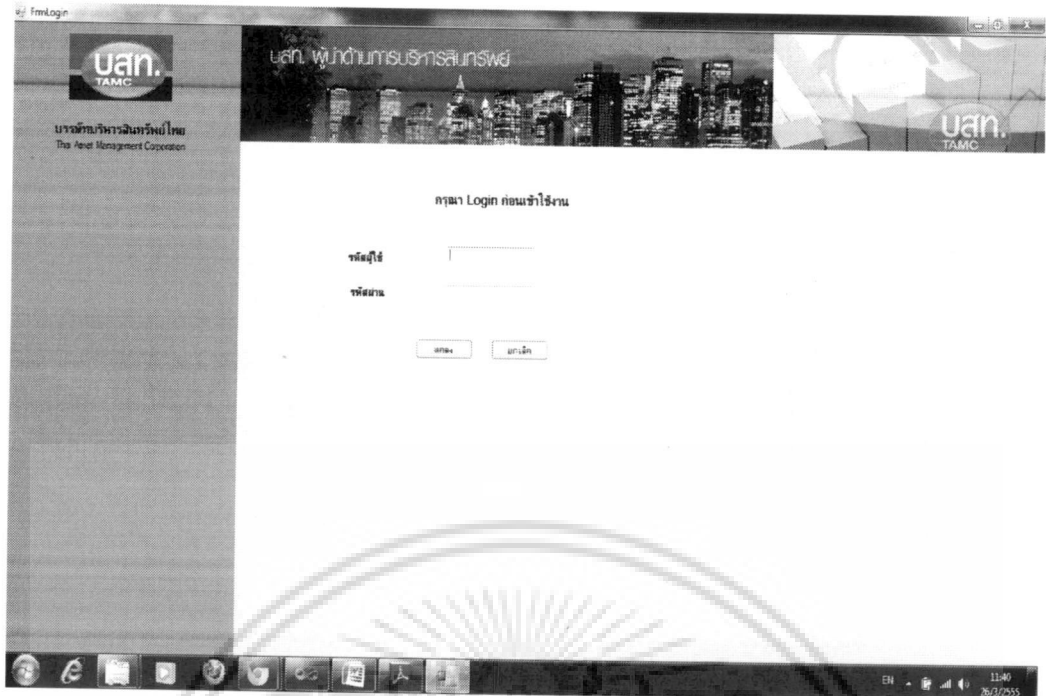 FrmLogin
บสท.
TAMC
บรรษัทบริหารสินทรัพย์ไทย
Thai Asset Management Corporation
บสท. ผู้นำด้านการบริหารสินทรัพย์
บสท.
TAMC
กรุณา Login ก่อนเข้าใช้งาน
รหัสผู้ใช้
รหัสผ่าน
ตกลง
ยกเลิก
EN
11:40
26/3/2555